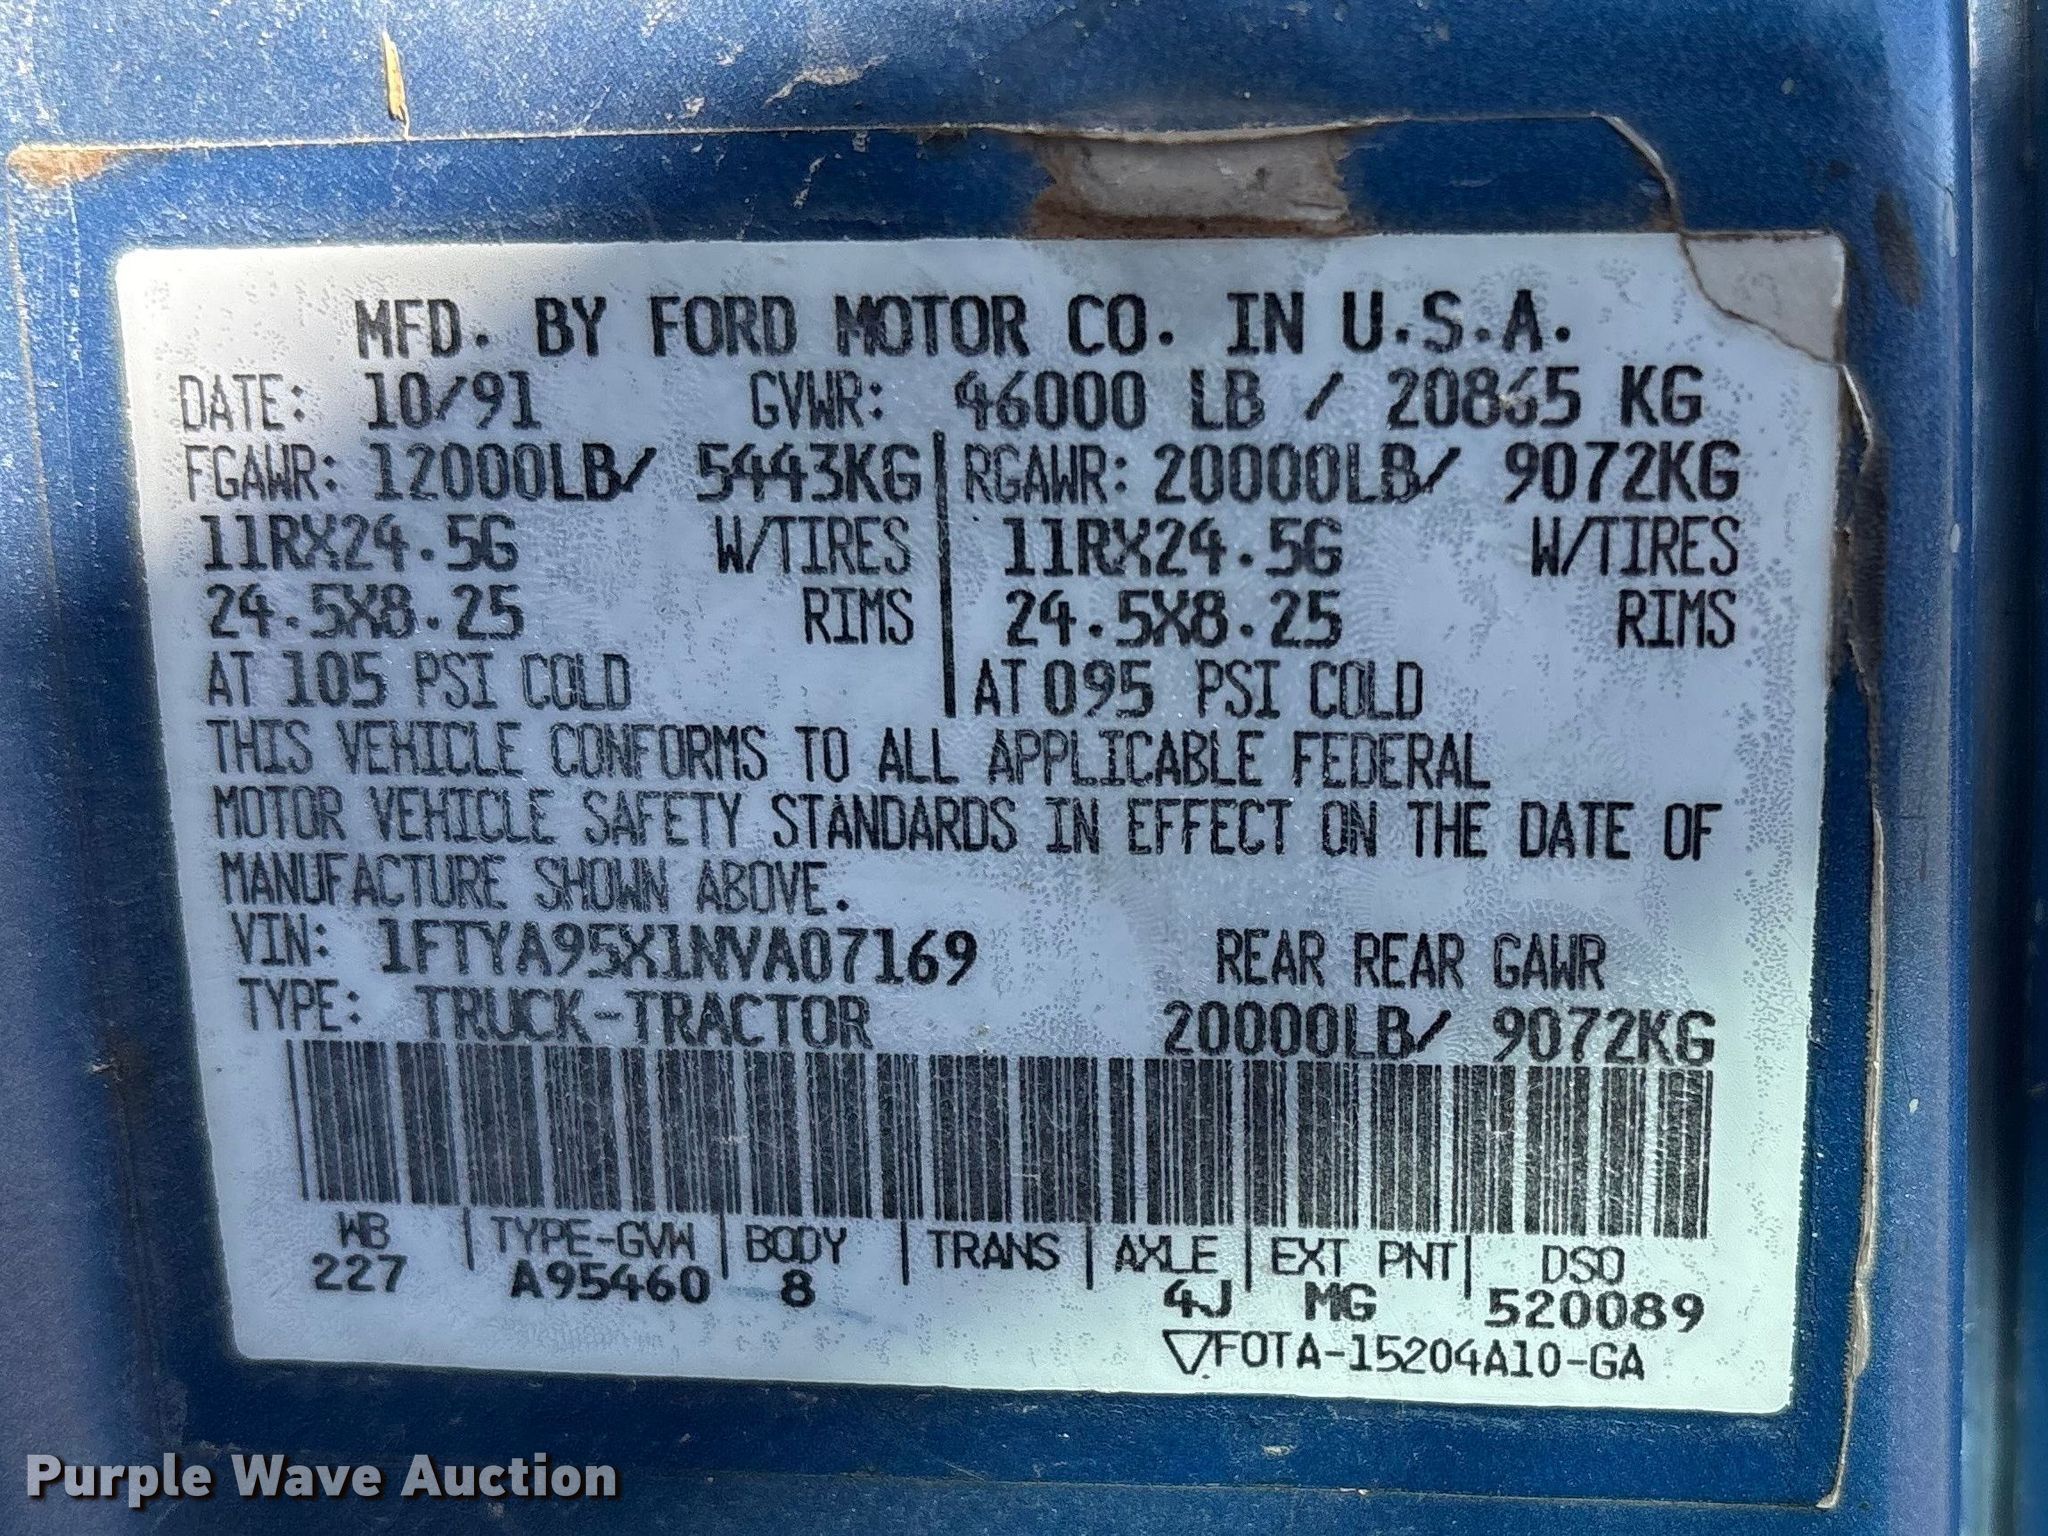 MFD. BY FORD MOTOR CO. IN U.S.A.
DATE: 10/91 GVWR: 46000 LB / 20865 KG
FGAWR: 12000LB/ 5443KG RGAWR: 20000LB/ 9072KG
11RX24.5G W/TIRES 11RX24.5G W/TIRES
24.5X8.25 RIMS 24.5X8.25 RIMS
AT 105 PSI COLD AT 095 PSI COLD
THIS VEHICLE CONFORMS TO ALL APPLICABLE FEDERAL
MOTOR VEHICLE SAFETY STANDARDS IN EFFECT ON THE DATE OF
MANUFACTURE SHOWN ABOVE.
VIN: 1FTYA95X1NVA07169 REAR REAR GAWR
TYPE: TRUCK-TRACTOR 20000LB/ 9072KG
WB TYPE-GVW BODY TRANS AXLE EXT PNT DSO
227 A95460 8 4J MG 520089
▽FOTA-15204A10-GA
Purple Wave Auction